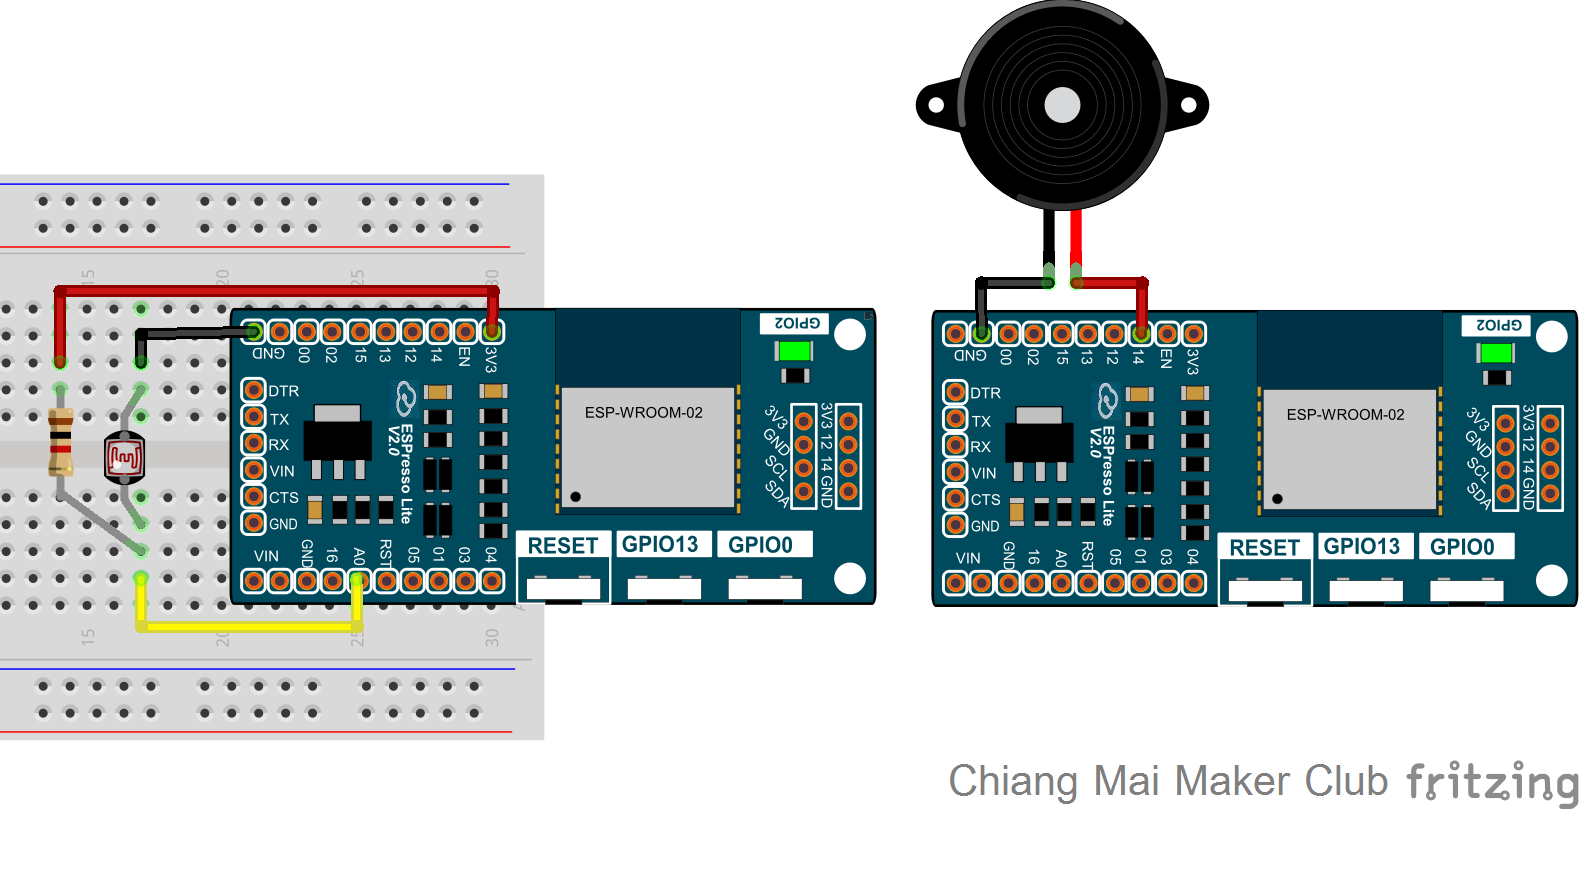 15 20 25 30
GND GND 00 02 15 13 12 14 EN 3V3
GPIO2
DTR
TX
RX
VIN
CTS
GND
ESPresso Lite
V2.0
ESP-WROOM-02
3V3 GND SCL SDA
3V3 12 14 GND
VIN GND 16 A0 RST 05 01 03 04
RESET GPIO13 GPIO0
15 20 25 30
GND GND 00 02 15 13 12 14 EN 3V3
GPIO2
DTR
TX
RX
VIN
CTS
GND
ESPresso Lite
V2.0
ESP-WROOM-02
3V3 GND SCL SDA
3V3 12 14 GND
VIN GND 16 A0 RST 05 01 03 04
RESET GPIO13 GPIO0
Chiang Mai Maker Club fritzing